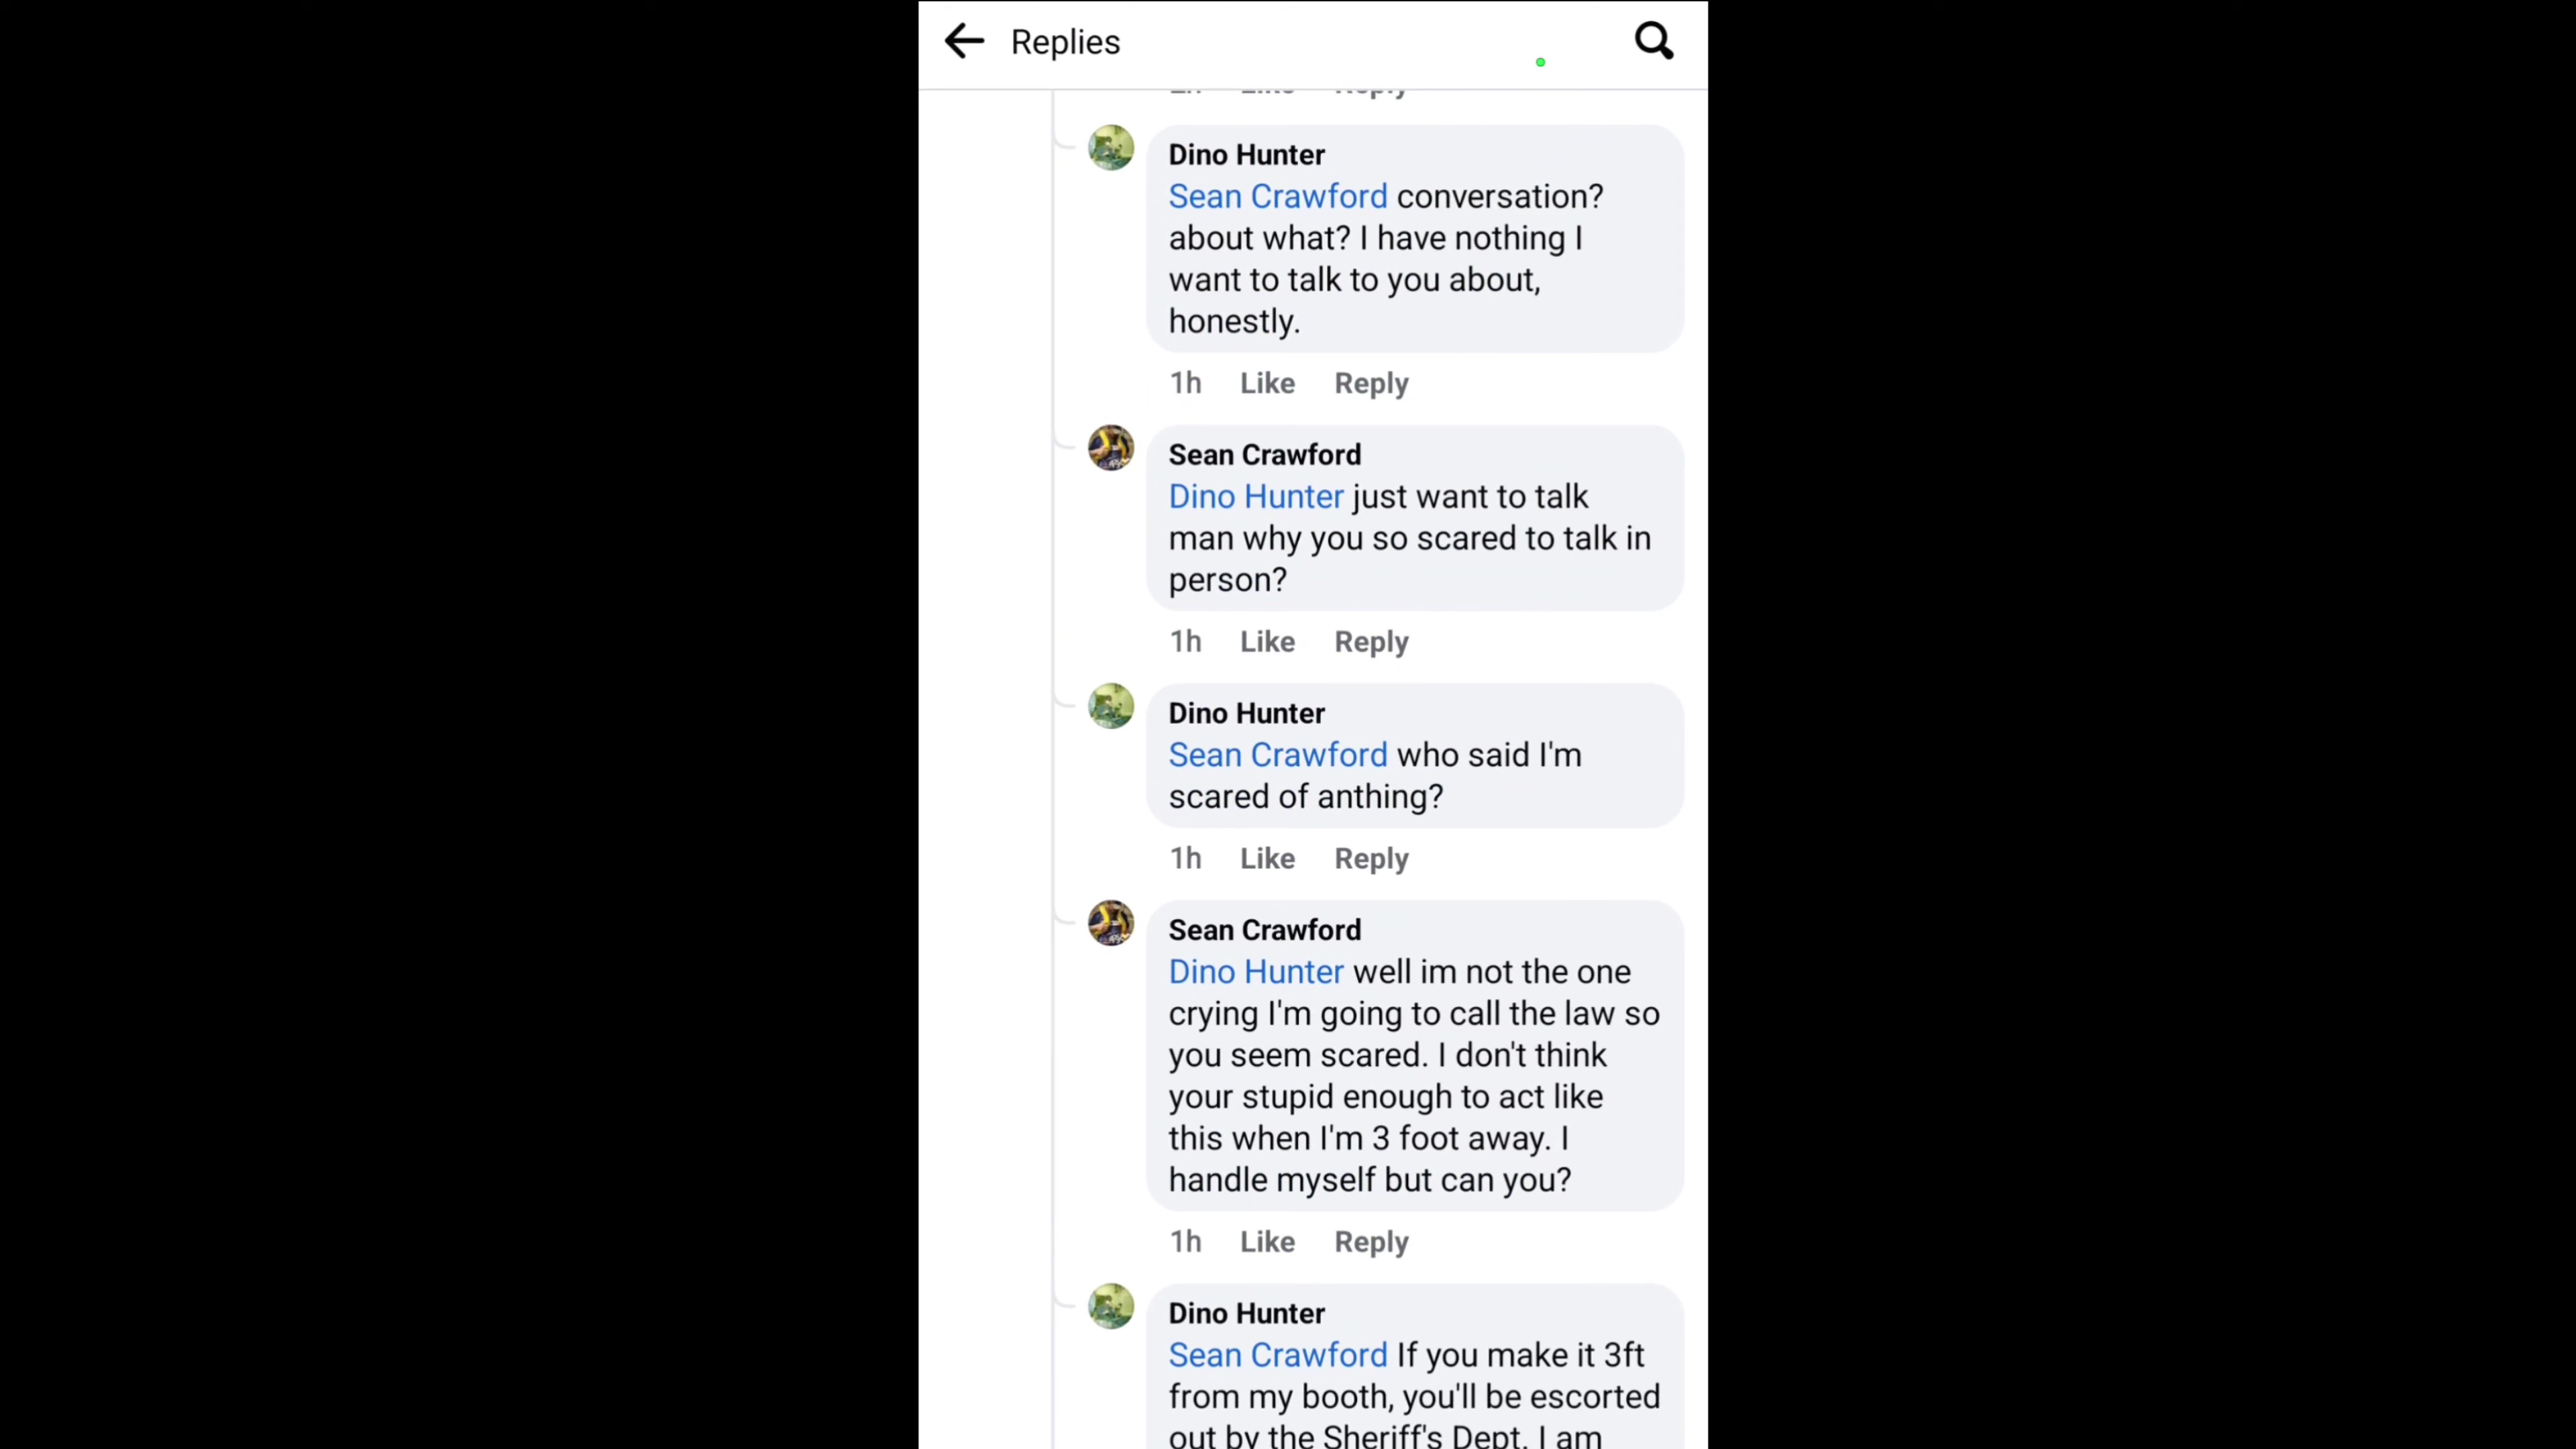 Replies
Dino Hunter
Sean Crawford conversation?
about what? I have nothing I
want to talk to you about,
honestly.
1h Like Reply
Sean Crawford
Dino Hunter just want to talk
man why you so scared to talk in
person?
1h Like Reply
Dino Hunter
Sean Crawford who said I'm
scared of anthing?
1h Like Reply
Sean Crawford
Dino Hunter well im not the one
crying I'm going to call the law so
you seem scared. I don't think
your stupid enough to act like
this when I'm 3 foot away. I
handle myself but can you?
1h Like Reply
Dino Hunter
Sean Crawford If you make it 3ft
from my booth, you'll be escorted
out by the Sheriff's Dept. I am